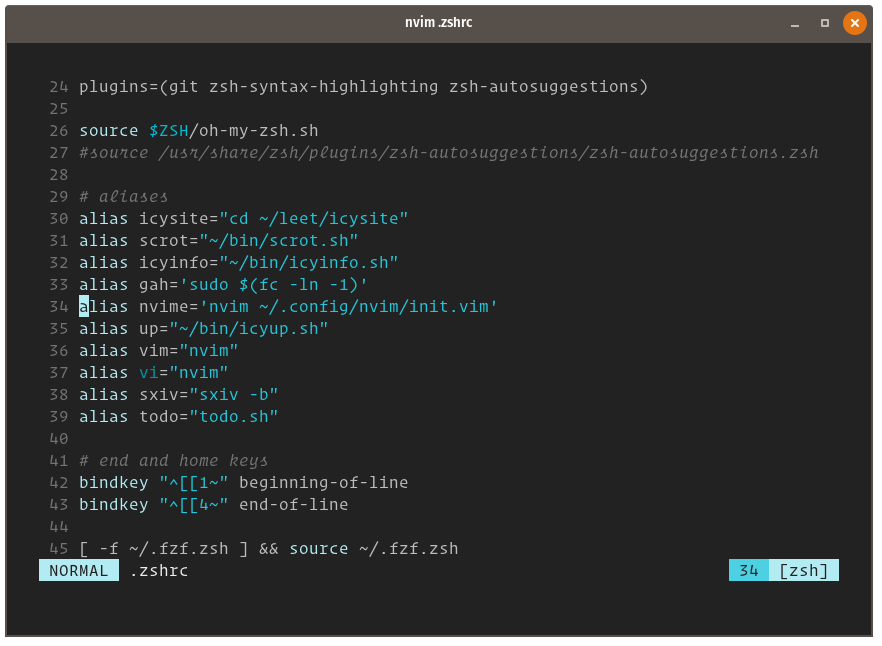 nvim .zshrc
24 plugins=(git zsh-syntax-highlighting zsh-autosuggestions)
25
26 source $ZSH/oh-my-zsh.sh
27 #source /usr/share/zsh/plugins/zsh-autosuggestions/zsh-autosuggestions.zsh
28
29 # aliases
30 alias icysite="cd ~/leet/icysite"
31 alias scrot="~/bin/scrot.sh"
32 alias icyinfo="~/bin/icyinfo.sh"
33 alias gah='sudo $(fc -ln -1)'
34 alias nvime='nvim ~/.config/nvim/init.vim'
35 alias up="~/bin/icyup.sh"
36 alias vim="nvim"
37 alias vi="nvim"
38 alias sxiv="sxiv -b"
39 alias todo="todo.sh"
40
41 # end and home keys
42 bindkey "^[[1~" beginning-of-line
43 bindkey "^[[4~" end-of-line
44
45 [ -f ~/.fzf.zsh ] && source ~/.fzf.zsh
NORMAL .zshrc 34 [zsh]